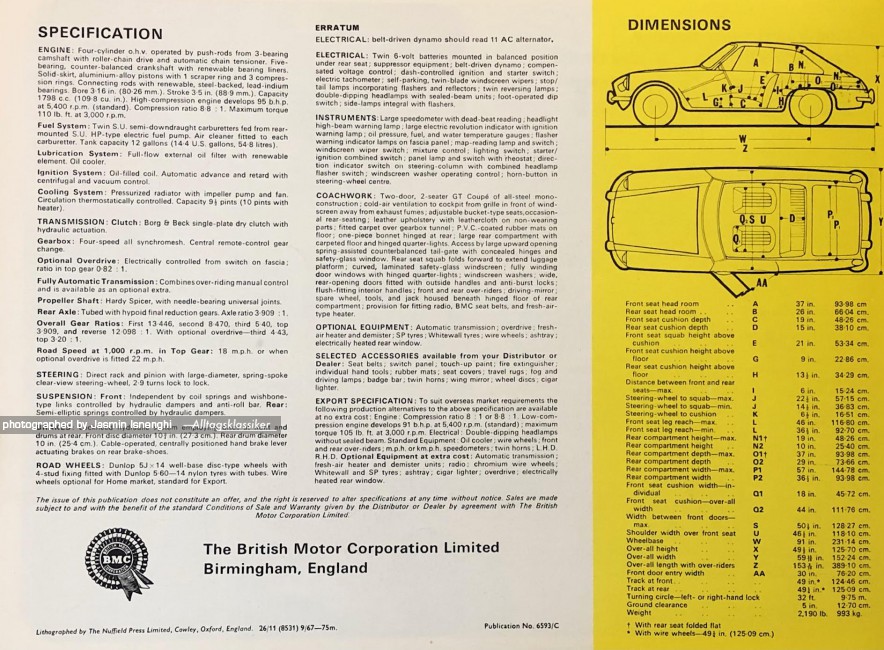 SPECIFICATION
ENGINE: Four-cylinder o.h.v. operated by push-rods from 3-bearing
camshaft with roller-chain drive and automatic chain tensioner. Five-
bearing, counter-balanced crankshaft with renewable bearing liners.
Solid-skirt, aluminium-alloy pistons with 1 scraper ring and 3 compres-
sion rings. Connecting rods with renewable, steel-backed, lead-indium
bearings. Bore 3·16 in. (80·26 mm.). Stroke 3·5 in. (88·9 mm.). Capacity
1798 c.c. (109·8 cu. in.). High-compression engine develops 95 b.h.p.
at 5,400 r.p.m. (standard). Compression ratio 8·8 : 1. Maximum torque
110 lb. ft. at 3,000 r.p.m.
Fuel System: Twin S.U. semi-downdraught carburetters fed from rear-
mounted S.U. HP-type electric fuel pump. Air cleaner fitted to each
carburetter. Tank capacity 12 gallons (14·4 U.S. gallons, 54·8 litres).
Lubrication System: Full-flow external oil filter with renewable
element. Oil cooler.
Ignition System: Oil-filled coil. Automatic advance and retard with
centrifugal and vacuum control.
Cooling System: Pressurized radiator with impeller pump and fan.
Circulation thermostatically controlled. Capacity 9½ pints (10 pints with
heater).
TRANSMISSION: Clutch: Borg & Beck single-plate dry clutch with
hydraulic actuation.
Gearbox: Four-speed all synchromesh. Central remote-control gear
change.
Optional Overdrive: Electrically controlled from switch on fascia;
ratio in top gear 0·82 : 1.
Fully Automatic Transmission: Combines over-riding manual control
and is available as an optional extra.
Propeller Shaft: Hardy Spicer, with needle-bearing universal joints.
Rear Axle: Tubed with hypoid final reduction gears. Axle ratio 3·909 : 1.
Overall Gear Ratios: First 13·446, second 8·470, third 5·40, top
3·909, and reverse 12·098 : 1. With optional overdrive—third 4·43,
top 3·20 : 1.
Road Speed at 1,000 r.p.m. in Top Gear: 18 m.p.h. or when
optional overdrive is fitted 22 m.p.h.
STEERING: Direct rack and pinion with large-diameter, spring-spoke
clear-view steering-wheel, 2·9 turns lock to lock.
SUSPENSION: Front: Independent by coil springs and wishbone-
type links controlled by hydraulic dampers and anti-roll bar. Rear:
Semi-elliptic springs controlled by hydraulic dampers.
photographed by Jasmin Isnenghi — Alltagsklassiker
drums at rear. Front disc diameter 10¾ in. (27·3 cm.). Rear drum diameter
10 in. (25·4 cm.). Cable-operated, centrally positioned hand brake lever
actuating brakes on rear brake-shoes.
ROAD WHEELS: Dunlop 5J×14 well-base disc-type wheels with
4-stud fixing fitted with Dunlop 5·60—14 nylon tyres with tubes. Wire
wheels optional for Home market, standard for Export.
ERRATUM
ELECTRICAL: belt-driven dynamo should read 11 AC alternator.
ELECTRICAL: Twin 6-volt batteries mounted in balanced position
under rear seat; suppressor equipment; belt-driven dynamo; compen-
sated voltage control; dash-controlled ignition and starter switch;
electric tachometer; self-parking, twin-blade windscreen wipers; stop/
tail lamps incorporating flashers and reflectors; twin reversing lamps;
double-dipping headlamps with sealed-beam units; foot-operated dip
switch; side-lamps integral with flashers.
INSTRUMENTS: Large speedometer with dead-beat reading; headlight
high-beam warning lamp; large electric revolution indicator with ignition
warning lamp; oil pressure, fuel, and water temperature gauges; flasher
warning indicator lamps on fascia panel; map-reading lamp and switch;
windscreen wiper switch; mixture control; lighting switch; starter/
ignition combined switch; panel lamp and switch with rheostat; direc-
tion indicator switch on steering-column with combined headlamp
flasher switch; windscreen washer operating control; horn-button in
steering-wheel centre.
COACHWORK: Two-door, 2-seater GT Coupé of all-steel mono-
construction; cold-air ventilation to cockpit from grille in front of wind-
screen away from exhaust fumes; adjustable bucket-type seats, occasion-
al rear-seating; leather upholstery with leathercloth on non-wearing
parts; fitted carpet over gearbox tunnel; P.V.C.-coated rubber mats on
floor; one-piece bonnet hinged at rear; large rear compartment with
carpeted floor and hinged quarter-lights. Access by large upward opening
spring-assisted counterbalanced tail-gate with concealed hinges and
safety-glass window. Rear seat squab folds forward to extend luggage
platform; curved, laminated safety-glass windscreen; fully winding
door windows with hinged quarter-lights; windscreen washers; wide,
rear-opening doors fitted with outside handles and anti-burst locks;
flush-fitting interior handles; front and rear over-riders; driving-mirror;
spare wheel, tools, and jack housed beneath hinged floor of rear
compartment; provision for fitting radio, BMC seat belts, and fresh-air-
type heater.
OPTIONAL EQUIPMENT: Automatic transmission; overdrive; fresh-
air heater and demister; SP tyres; Whitewall tyres; wire wheels; ashtray;
electrically heated rear window.
SELECTED ACCESSORIES available from your Distributor or
Dealer: Seat belts; switch panel; touch-up paint; fire extinguisher;
individual hand tools; rubber mats; seat covers; travel rugs; fog and
driving lamps; badge bar; twin horns; wing mirror; wheel discs; cigar
lighter.
EXPORT SPECIFICATION: To suit overseas market requirements the
following production alternatives to the above specification are available
at no extra cost: Engine: Compression ratio 8·1 or 8·8 : 1. Low-com-
pression engine develops 91 b.h.p. at 5,400 r.p.m. (standard); maximum
torque 105 lb. ft. at 3,000 r.p.m. Electrical: Double-dipping headlamps
without sealed beam. Standard Equipment: Oil cooler; wire wheels; front
and rear over-riders; m.p.h. or km.p.h. speedometers; twin horns; L.H.D.
R.H.D. Optional Equipment at extra cost: Automatic transmission;
fresh-air heater and demister units; radio; chromium wire wheels;
Whitewall and SP tyres; ashtray; cigar lighter; overdrive; electrically
heated rear window.
The issue of this publication does not constitute an offer, and the right is reserved to alter specifications at any time without notice. Sales are made
subject to and with the benefit of the standard Conditions of Sale and Warranty given by the Distributor or Dealer by agreement with The British
Motor Corporation Limited.
BMC
The British Motor Corporation Limited
Birmingham, England
Lithographed by The Nuffield Press Limited, Cowley, Oxford, England. 26/11 (8531) 9/67—75m.
Publication No. 6593/C
DIMENSIONS
Front seat head room A 37 in. 93·98 cm.
Rear seat head room B 26 in. 66·04 cm.
Front seat cushion depth C 19 in. 48·26 cm.
Rear seat cushion depth D 15 in. 38·10 cm.
Front seat squab height above
cushion E 21 in. 53·34 cm.
Front seat cushion height above
floor G 9 in. 22·86 cm.
Rear seat cushion height above
floor H 13½ in. 34·29 cm.
Distance between front and rear
seats—max. I 6 in. 15·24 cm.
Steering-wheel to squab—max. J 22½ in. 57·15 cm.
Steering-wheel to squab—min. J 14½ in. 36·83 cm.
Steering-wheel to cushion K 6½ in. 16·51 cm.
Front seat leg reach—max. L 46 in. 116·80 cm.
Front seat leg reach—min. L 36½ in. 93·98 cm.
Rear compartment height—max. N1† 19 in. 48·26 cm.
Rear compartment height—min. N2 10 in. 25·40 cm.
Rear compartment depth—max. O1† 37 in. 93·98 cm.
Rear compartment depth O2 29 in. 73·66 cm.
Rear compartment width—max. P1 57 in. 144·78 cm.
Rear compartment width P2 36½ in. 93·98 cm.
Front seat cushion width—in-
dividual Q1 18 in. 45·72 cm.
Front seat cushion—over-all
width Q2 44 in. 111·76 cm.
Width between front doors—
max. S 50½ in. 128·27 cm.
Shoulder width over front seat U 46½ in. 118·10 cm.
Wheelbase W 91 in. 231·14 cm.
Over-all height X 49½ in. 125·70 cm.
Over-all width Y 59 in. 152·24 cm.
Over-all length with over-riders Z 153 in. 389·10 cm.
Front door entry width AA 30 in. 76·20 cm.
Track at front 49 in.* 124·46 cm.
Track at rear 49¼ in.* 125·09 cm.
Turning circle—left- or right-hand lock 32 ft. 9·75 m.
Ground clearance 5 in. 12·70 cm.
Weight 2,190 lb. 993 kg.
† With rear seat folded flat
* With wire wheels—49¼ in. (125·09 cm.)